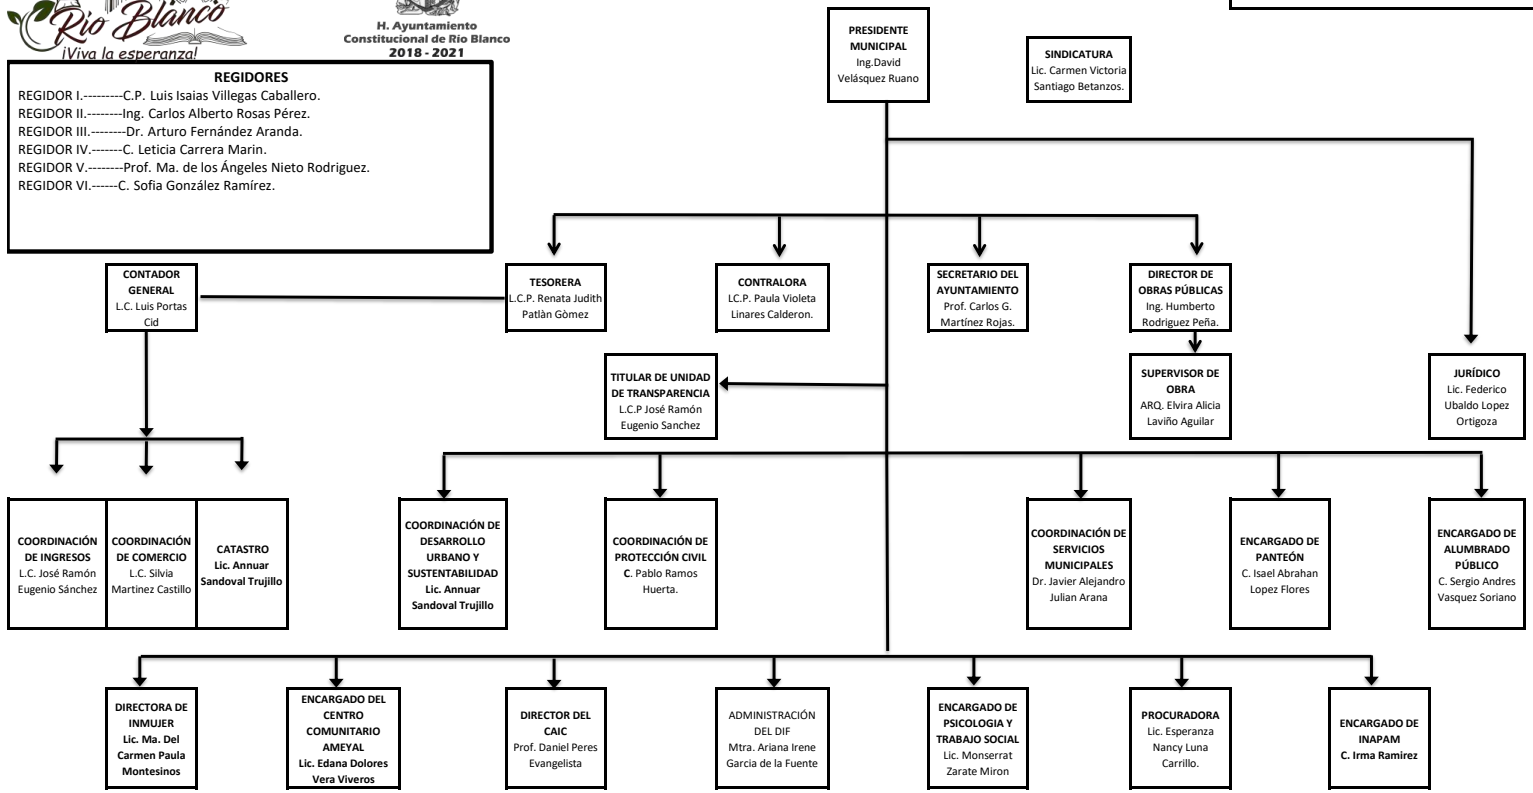 Río Blanco
¡Viva la esperanza!
H. Ayuntamiento
Constitucional de Río Blanco
2018 - 2021
REGIDORES
REGIDOR I.---------C.P. Luis Isaias Villegas Caballero.
REGIDOR II.------Ing. Carlos Alberto Rosas Pérez.
REGIDOR III.--------Dr. Arturo Fernández Aranda.
REGIDOR IV.-------C. Leticia Carrera Marin.
REGIDOR V.--------Prof. Ma. de los Ángeles Nieto Rodriguez.
REGIDOR VI.------C. Sofia González Ramírez.
PRESIDENTE
MUNICIPAL
Ing.David
Velásquez Ruano
SINDICATURA
Lic. Carmen Victoria
Santiago Betanzos.
CONTADOR
GENERAL
L.C. Luis Portas
Cid
TESORERA
L.C.P. Renata Judith
Patlàn Gòmez
CONTRALORA
LC.P. Paula Violeta
Linares Calderon.
SECRETARIO DEL
AYUNTAMIENTO
Prof. Carlos G.
Martínez Rojas.
DIRECTOR DE
OBRAS PÚBLICAS
Ing. Humberto
Rodriguez Peña.
TITULAR DE UNIDAD
DE TRANSPARENCIA
L.C.P José Ramón
Eugenio Sanchez
SUPERVISOR DE
OBRA
ARQ. Elvira Alicia
Laviño Aguilar
JURÍDICO
Lic. Federico
Ubaldo Lopez
Ortigoza
COORDINACIÓN
DE INGRESOS
L.C. José Ramón
Eugenio Sánchez
COORDINACIÓN
DE COMERCIO
L.C. Silvia
Martinez Castillo
CATASTRO
Lic. Annuar
Sandoval Trujillo
COORDINACIÓN DE
DESARROLLO
URBANO Y
SUSTENTABILIDAD
Lic. Annuar
Sandoval Trujillo
COORDINACIÓN DE
PROTECCIÓN CIVIL
C. Pablo Ramos
Huerta.
COORDINACIÓN DE
SERVICIOS
MUNICIPALES
Dr. Javier Alejandro
Julian Arana
ENCARGADO DE
PANTEÓN
C. Isael Abrahan
Lopez Flores
ENCARGADO DE
ALUMBRADO
PÚBLICO
C. Sergio Andres
Vasquez Soriano
DIRECTORA DE
INMUJER
Lic. Ma. Del
Carmen Paula
Montesinos
ENCARGADO DEL
CENTRO
COMUNITARIO
AMEYAL
Lic. Edana Dolores
Vera Viveros
DIRECTOR DEL
CAIC
Prof. Daniel Peres
Evangelista
ADMINISTRACIÓN
DEL DIF
Mtra. Ariana Irene
Garcia de la Fuente
ENCARGADO DE
PSICOLOGIA Y
TRABAJO SOCIAL
Lic. Monserrat
Zarate Miron
PROCURADORA
Lic. Esperanza
Nancy Luna
Carrillo.
ENCARGADO DE
INAPAM
C. Irma Ramirez